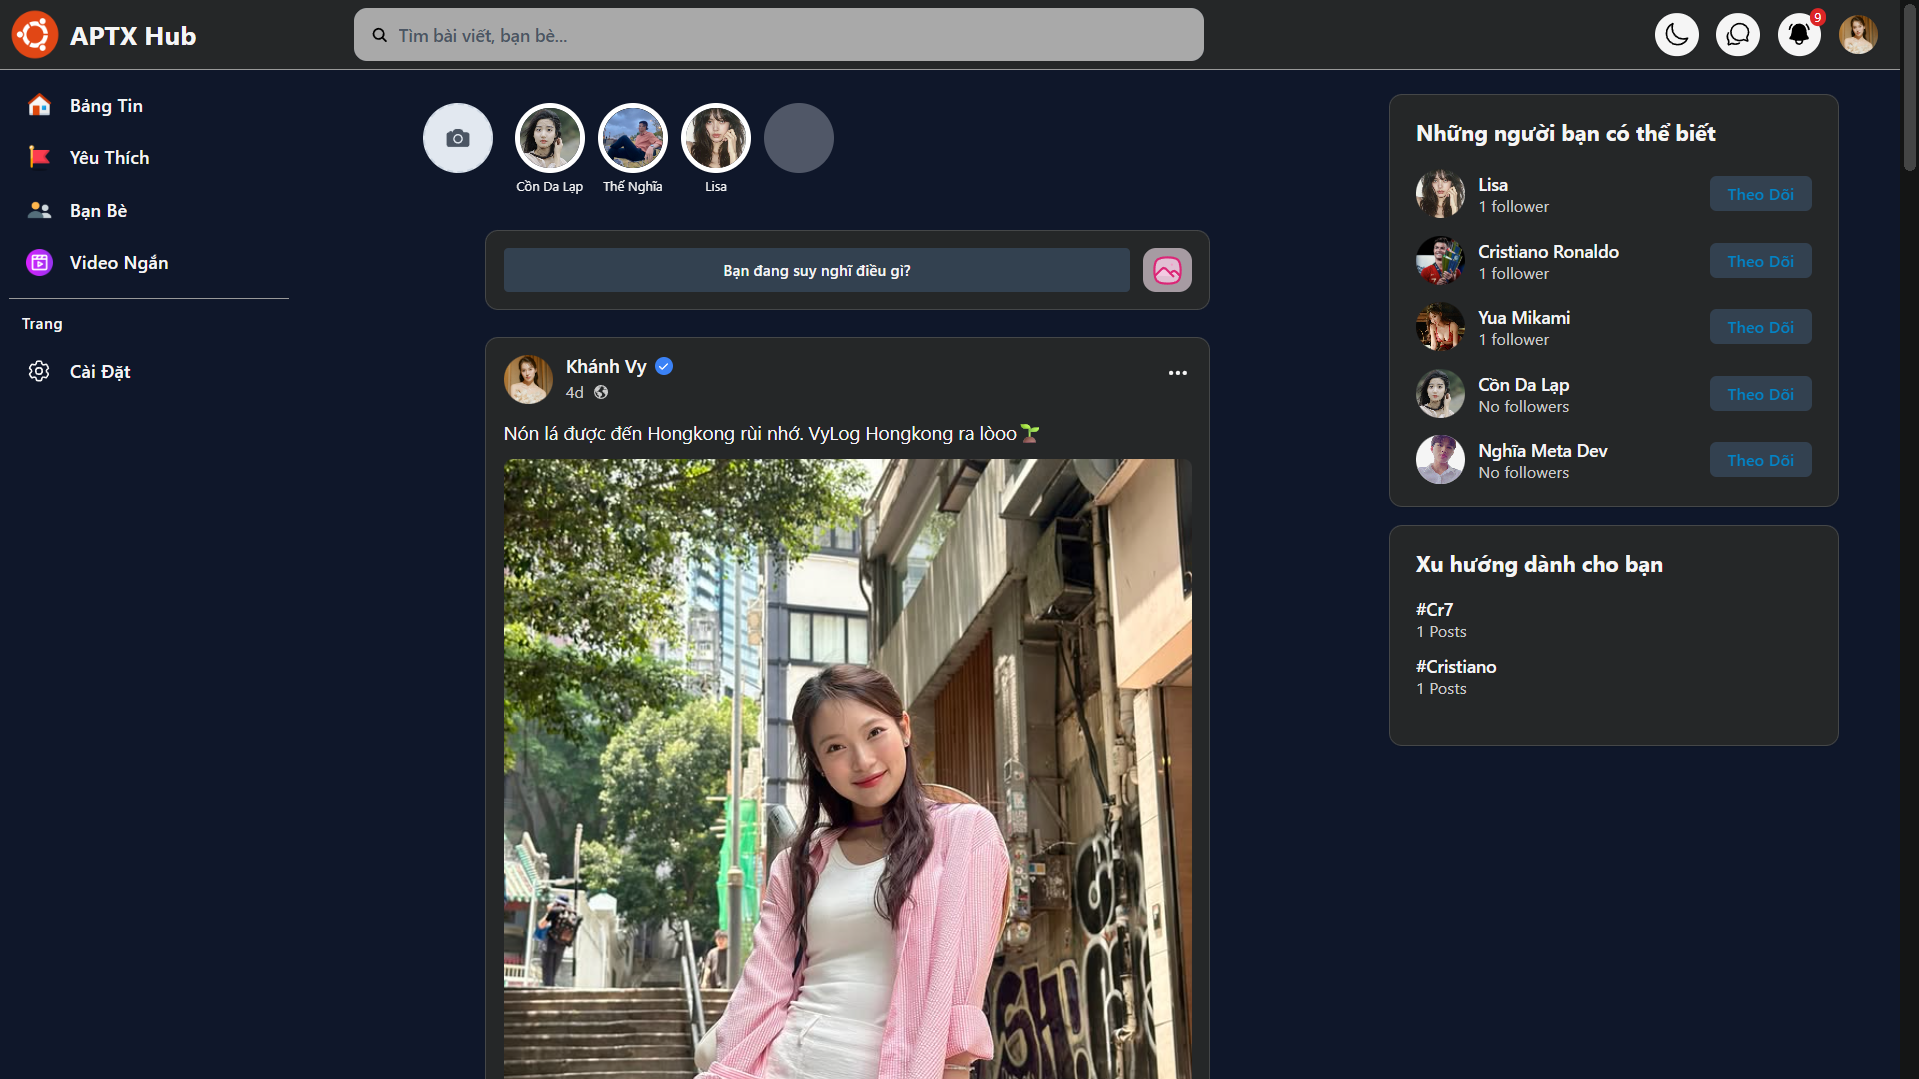 APTX Hub
Tìm bài viết, bạn bè...
9
Bảng Tin
Yêu Thích
Bạn Bè
Video Ngắn
Trang
Cài Đặt
Cồn Da Lạp
Thế Nghĩa
Lisa
Bạn đang suy nghĩ điều gì?
Khánh Vy
4d
Nón lá được đến Hongkong rùi nhớ. VyLog Hongkong ra lòoo🌱
Những người bạn có thể biết
Lisa
1 follower
Theo Dõi
Cristiano Ronaldo
1 follower
Theo Dõi
Yua Mikami
1 follower
Theo Dõi
Cồn Da Lạp
No followers
Theo Dõi
Nghĩa Meta Dev
No followers
Theo Dõi
Xu hướng dành cho bạn
#Cr7
1 Posts
#Cristiano
1 Posts